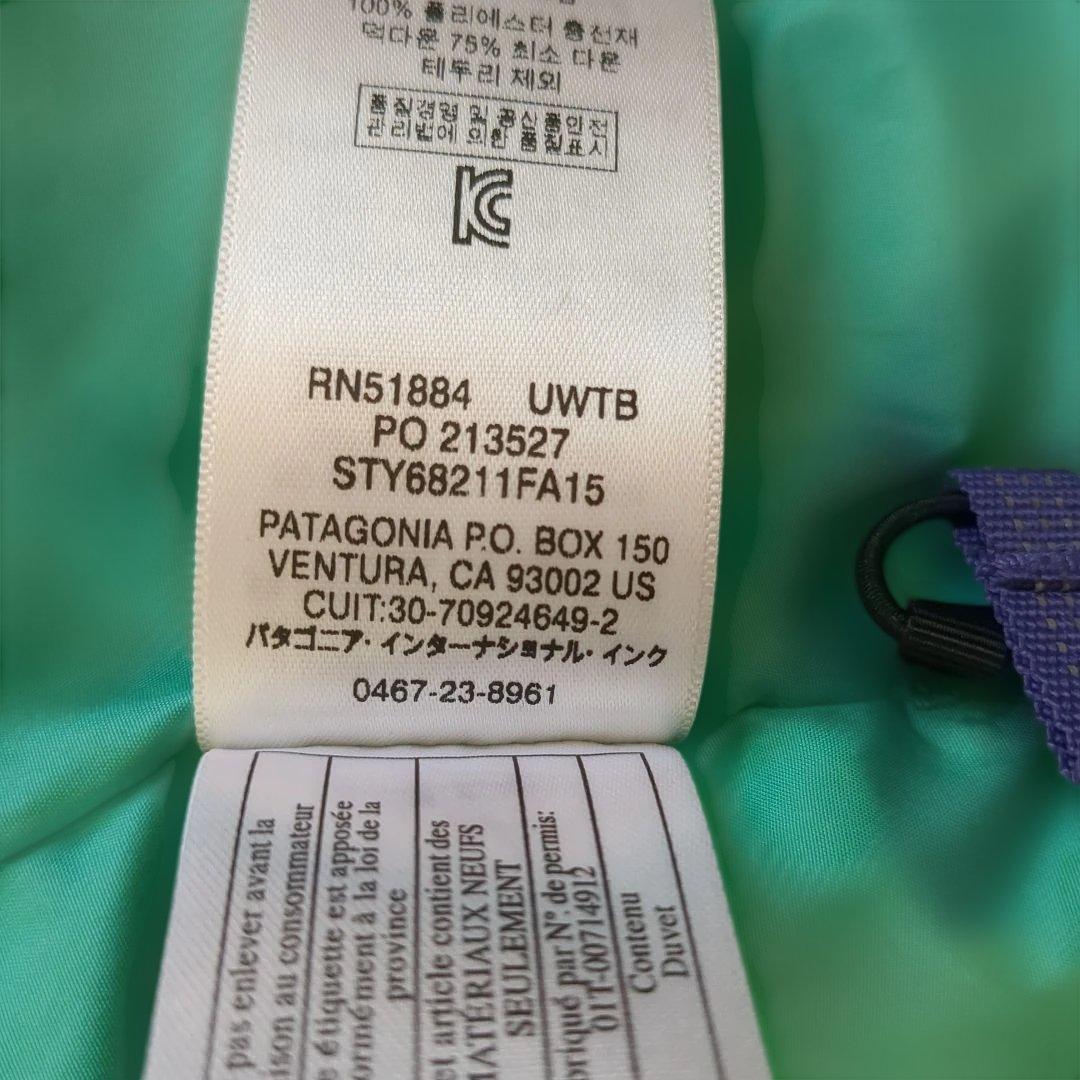 100% 폴리에스터 충전재
덕다운 75% 최소 다운
테두리 제외
품질경영 및 공산품안전
관리법에 의한 품질표시
KC
RN51884 UWTB
PO 213527
STY68211FA15
PATAGONIA P.O. BOX 150
VENTURA, CA 93002 US
CUIT:30-70924649-2
パタゴニア・インターナショナル・インク
0467-23-8961
pas enlever avant la
ison au consommateur
e étiquette est apposée
ormément à la loi de la
province
et article contient des
MATÉRIAUX NEUFS
SEULEMENT
briqué par N°. de permis:
01T-00714912
Contenu
Duvet